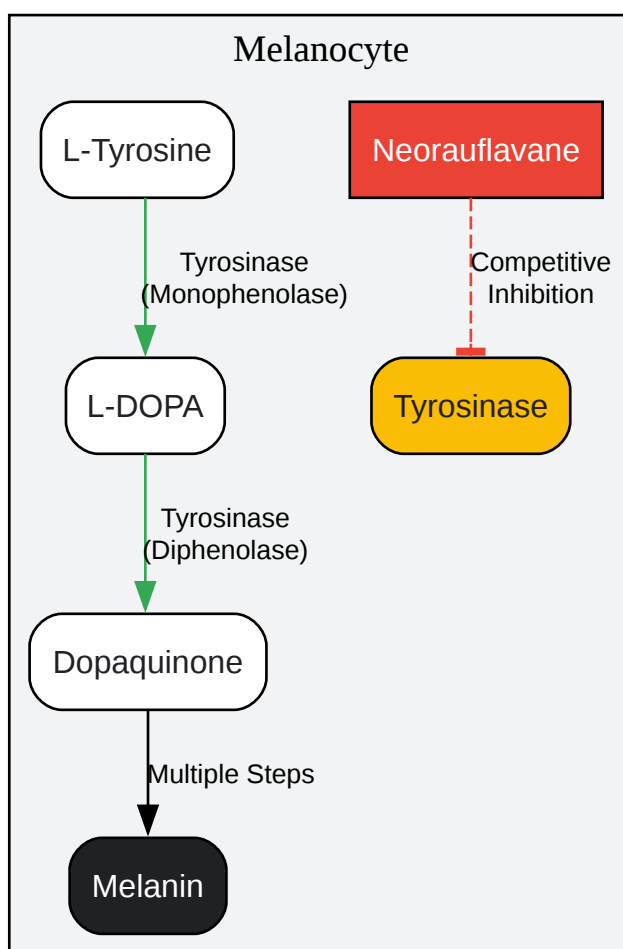 Melanocyte
L-Tyrosine
Neorauflavane
Tyrosinase
(Monophenolase)
Competitive
Inhibition
L-DOPA
Tyrosinase
Tyrosinase
(Diphenolase)
Dopaquinone
Multiple Steps
Melanin